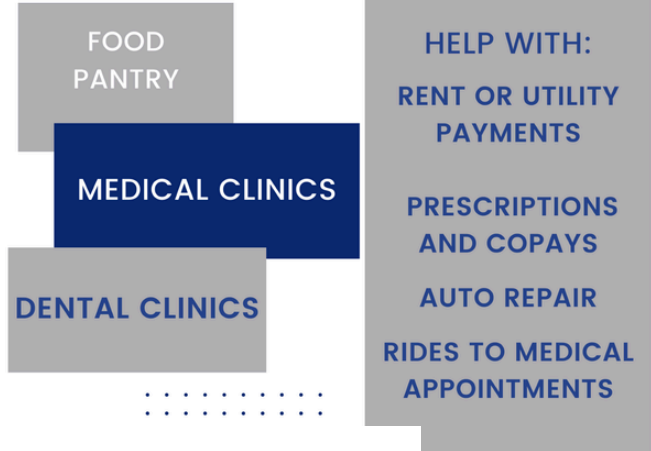 FOOD
PANTRY
MEDICAL CLINICS
DENTAL CLINICS
HELP WITH:
RENT OR UTILITY
PAYMENTS
PRESCRIPTIONS
AND COPAYS
AUTO REPAIR
RIDES TO MEDICAL
APPOINTMENTS